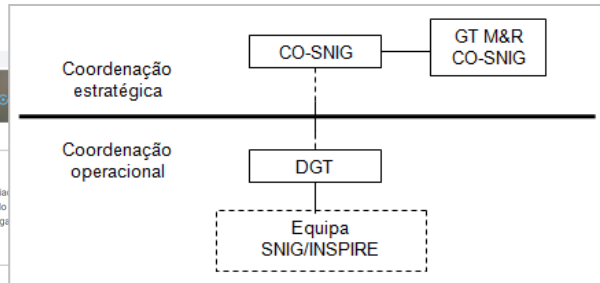 CO-SNIG
GT M&R
CO-SNIG
Coordenação
estratégica
Coordenação
operacional
DGT
Equipa
SNIG/INSPIRE